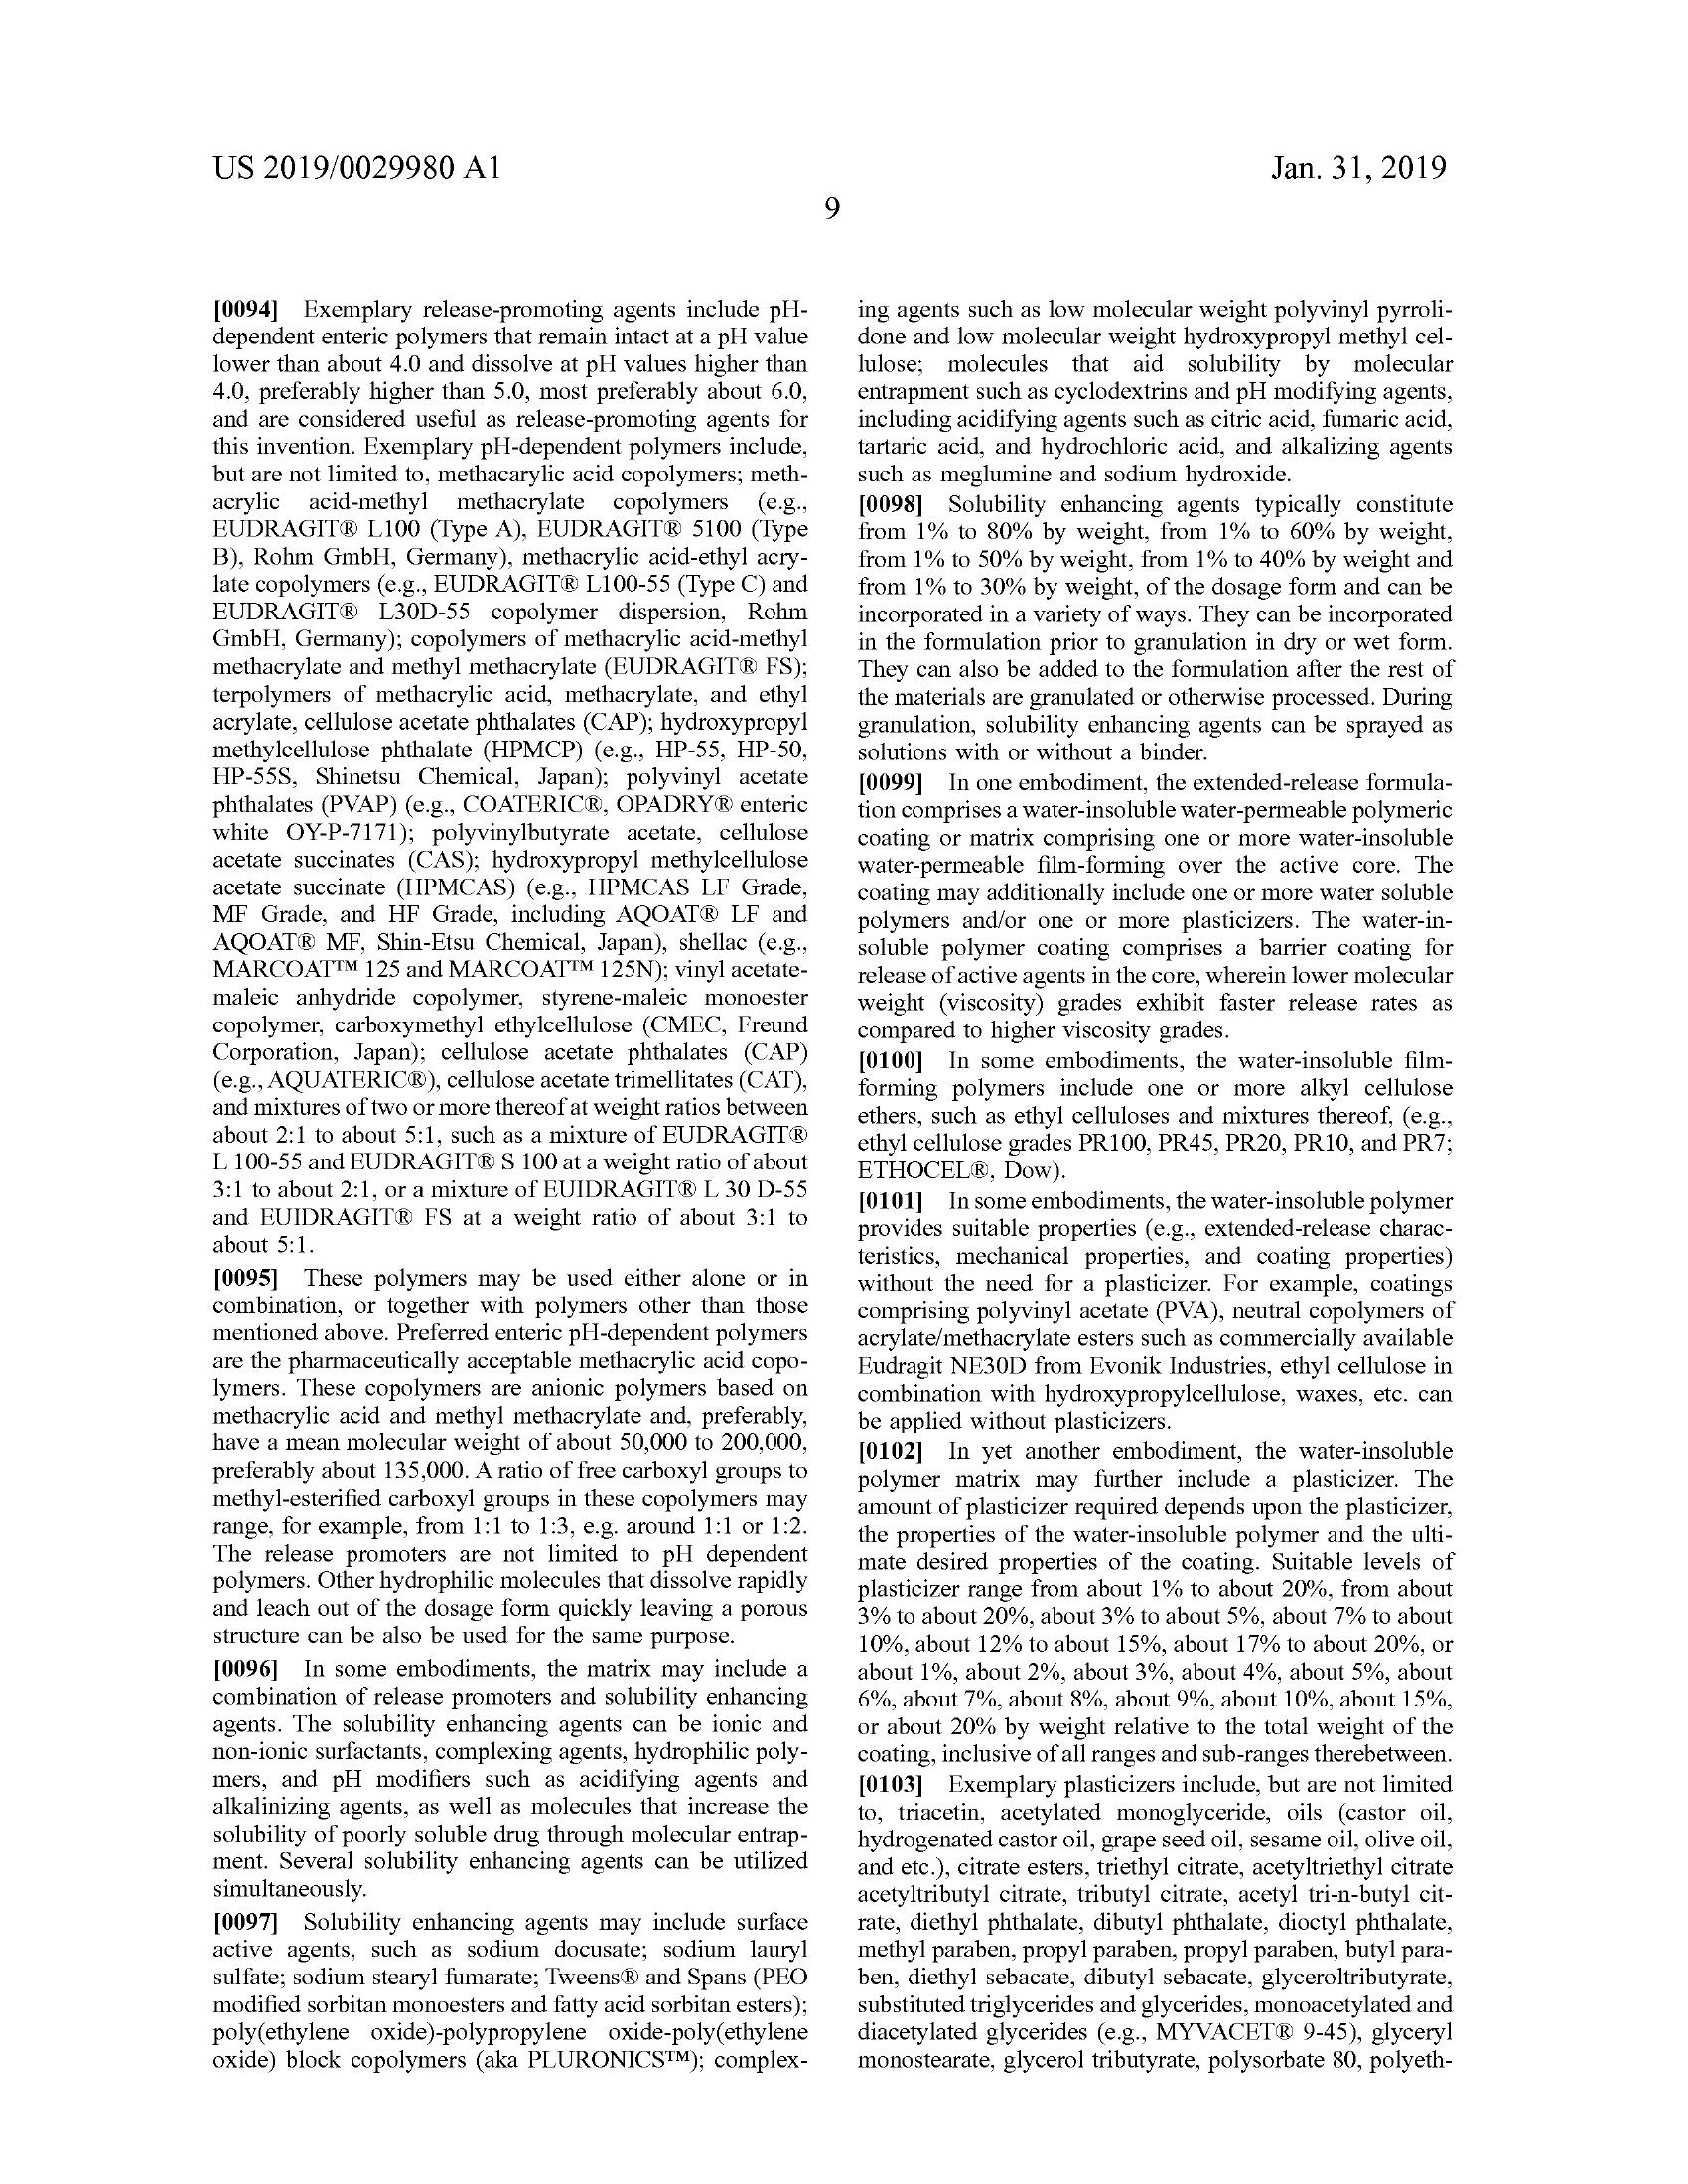 US 2019/0029980 A1
Jan. 31, 2019
9
[0094] Exemplary release-promoting agents include pH-
dependent enteric polymers that remain intact at a pH value
lower than about 4.0 and dissolve at pH values higher than
4.0, preferably higher than 5.0, most preferably about 6.0,
and are considered useful as release-promoting agents for
this invention. Exemplary pH-dependent polymers include,
but are not limited to, methacarylic acid copolymers; meth-
acrylic acid-methyl methacrylate copolymers (e.g.,
EUDRAGIT® L100 (Type A), EUDRAGIT® 5100 (Type
B), Rohm GmbH, Germany), methacrylic acid-ethyl acry-
late copolymers (e.g., EUDRAGIT® L100-55 (Type C) and
EUDRAGIT® L30D-55 copolymer dispersion, Rohm
GmbH, Germany); copolymers of methacrylic acid-methyl
methacrylate and methyl methacrylate (EUDRAGIT® FS);
terpolymers of methacrylic acid, methacrylate, and ethyl
acrylate, cellulose acetate phthalates (CAP); hydroxypropyl
methylcellulose phthalate (HPMCP) (e.g., HP-55, HP-50,
HP-55S, Shinetsu Chemical, Japan); polyvinyl acetate
phthalates (PVAP) (e.g., COATERIC®, OPADRY® enteric
white OY-P-7171); polyvinylbutyrate acetate, cellulose
acetate succinates (CAS); hydroxypropyl methylcellulose
acetate succinate (HPMCAS) (e.g., HPMCAS LF Grade,
MF Grade, and HF Grade, including AQOAT® LF and
AQOAT® MF, Shin-Etsu Chemical, Japan), shellac (e.g.,
MARCOAT™ 125 and MARCOAT™ 125N); vinyl acetate-
maleic anhydride copolymer, styrene-maleic monoester
copolymer, carboxymethyl ethylcellulose (CMEC, Freund
Corporation, Japan); cellulose acetate phthalates (CAP)
(e.g., AQUATERIC®), cellulose acetate trimellitates (CAT),
and mixtures of two or more thereof at weight ratios between
about 2:1 to about 5:1, such as a mixture of EUDRAGIT®
L 100-55 and EUDRAGIT® S 100 at a weight ratio of about
3:1 to about 2:1, or a mixture of EUIDRAGIT® L 30 D-55
and EUIDRAGIT® FS at a weight ratio of about 3:1 to
about 5:1.
[0095] These polymers may be used either alone or in
combination, or together with polymers other than those
mentioned above. Preferred enteric pH-dependent polymers
are the pharmaceutically acceptable methacrylic acid copo-
lymers. These copolymers are anionic polymers based on
methacrylic acid and methyl methacrylate and, preferably,
have a mean molecular weight of about 50,000 to 200,000,
preferably about 135,000. A ratio of free carboxyl groups to
methyl-esterified carboxyl groups in these copolymers may
range, for example, from 1:1 to 1:3, e.g. around 1:1 or 1:2.
The release promoters are not limited to pH dependent
polymers. Other hydrophilic molecules that dissolve rapidly
and leach out of the dosage form quickly leaving a porous
structure can be also be used for the same purpose.
[0096] In some embodiments, the matrix may include a
combination of release promoters and solubility enhancing
agents. The solubility enhancing agents can be ionic and
non-ionic surfactants, complexing agents, hydrophilic poly-
mers, and pH modifiers such as acidifying agents and
alkalinizing agents, as well as molecules that increase the
solubility of poorly soluble drug through molecular entrap-
ment. Several solubility enhancing agents can be utilized
simultaneously.
[0097] Solubility enhancing agents may include surface
active agents, such as sodium docusate; sodium lauryl
sulfate; sodium stearyl fumarate; Tweens® and Spans (PEO
modified sorbitan monoesters and fatty acid sorbitan esters);
poly(ethylene oxide)-polypropylene oxide-poly(ethylene
oxide) block copolymers (aka PLURONICS™); complex-
ing agents such as low molecular weight polyvinyl pyrroli-
done and low molecular weight hydroxypropyl methyl cel-
lulose; molecules that aid solubility by molecular
entrapment such as cyclodextrins and pH modifying agents,
including acidifying agents such as citric acid, fumaric acid,
tartaric acid, and hydrochloric acid, and alkalizing agents
such as meglumine and sodium hydroxide.
[0098] Solubility enhancing agents typically constitute
from 1% to 80% by weight, from 1% to 60% by weight,
from 1% to 50% by weight, from 1% to 40% by weight and
from 1% to 30% by weight, of the dosage form and can be
incorporated in a variety of ways. They can be incorporated
in the formulation prior to granulation in dry or wet form.
They can also be added to the formulation after the rest of
the materials are granulated or otherwise processed. During
granulation, solubility enhancing agents can be sprayed as
solutions with or without a binder.
[0099] In one embodiment, the extended-release formula-
tion comprises a water-insoluble water-permeable polymeric
coating or matrix comprising one or more water-insoluble
water-permeable film-forming over the active core. The
coating may additionally include one or more water soluble
polymers and/or one or more plasticizers. The water-in-
soluble polymer coating comprises a barrier coating for
release of active agents in the core, wherein lower molecular
weight (viscosity) grades exhibit faster release rates as
compared to higher viscosity grades.
[0100] In some embodiments, the water-insoluble film-
forming polymers include one or more alkyl cellulose
ethers, such as ethyl celluloses and mixtures thereof, (e.g.,
ethyl cellulose grades PR100, PR45, PR20, PR10, and PR7;
ETHOCEL®, Dow).
[0101] In some embodiments, the water-insoluble polymer
provides suitable properties (e.g., extended-release charac-
teristics, mechanical properties, and coating properties)
without the need for a plasticizer. For example, coatings
comprising polyvinyl acetate (PVA), neutral copolymers of
acrylate/methacrylate esters such as commercially available
Eudragit NE30D from Evonik Industries, ethyl cellulose in
combination with hydroxypropylcellulose, waxes, etc. can
be applied without plasticizers.
[0102] In yet another embodiment, the water-insoluble
polymer matrix may further include a plasticizer. The
amount of plasticizer required depends upon the plasticizer,
the properties of the water-insoluble polymer and the ulti-
mate desired properties of the coating. Suitable levels of
plasticizer range from about 1% to about 20%, from about
3% to about 20%, about 3% to about 5%, about 7% to about
10%, about 12% to about 15%, about 17% to about 20%, or
about 1%, about 2%, about 3%, about 4%, about 5%, about
6%, about 7%, about 8%, about 9%, about 10%, about 15%,
or about 20% by weight relative to the total weight of the
coating, inclusive of all ranges and sub-ranges therebetween.
[0103] Exemplary plasticizers include, but are not limited
to, triacetin, acetylated monoglyceride, oils (castor oil,
hydrogenated castor oil, grape seed oil, sesame oil, olive oil,
and etc.), citrate esters, triethyl citrate, acetyltriethyl citrate
acetyltributyl citrate, tributyl citrate, acetyl tri-n-butyl cit-
rate, diethyl phthalate, dibutyl phthalate, dioctyl phthalate,
methyl paraben, propyl paraben, propyl paraben, butyl para-
ben, diethyl sebacate, dibutyl sebacate, glyceroltributyrate,
substituted triglycerides and glycerides, monoacetylated and
diacetylated glycerides (e.g., MYVACET® 9-45), glyceryl
monostearate, glycerol tributyrate, polysorbate 80, polyeth-